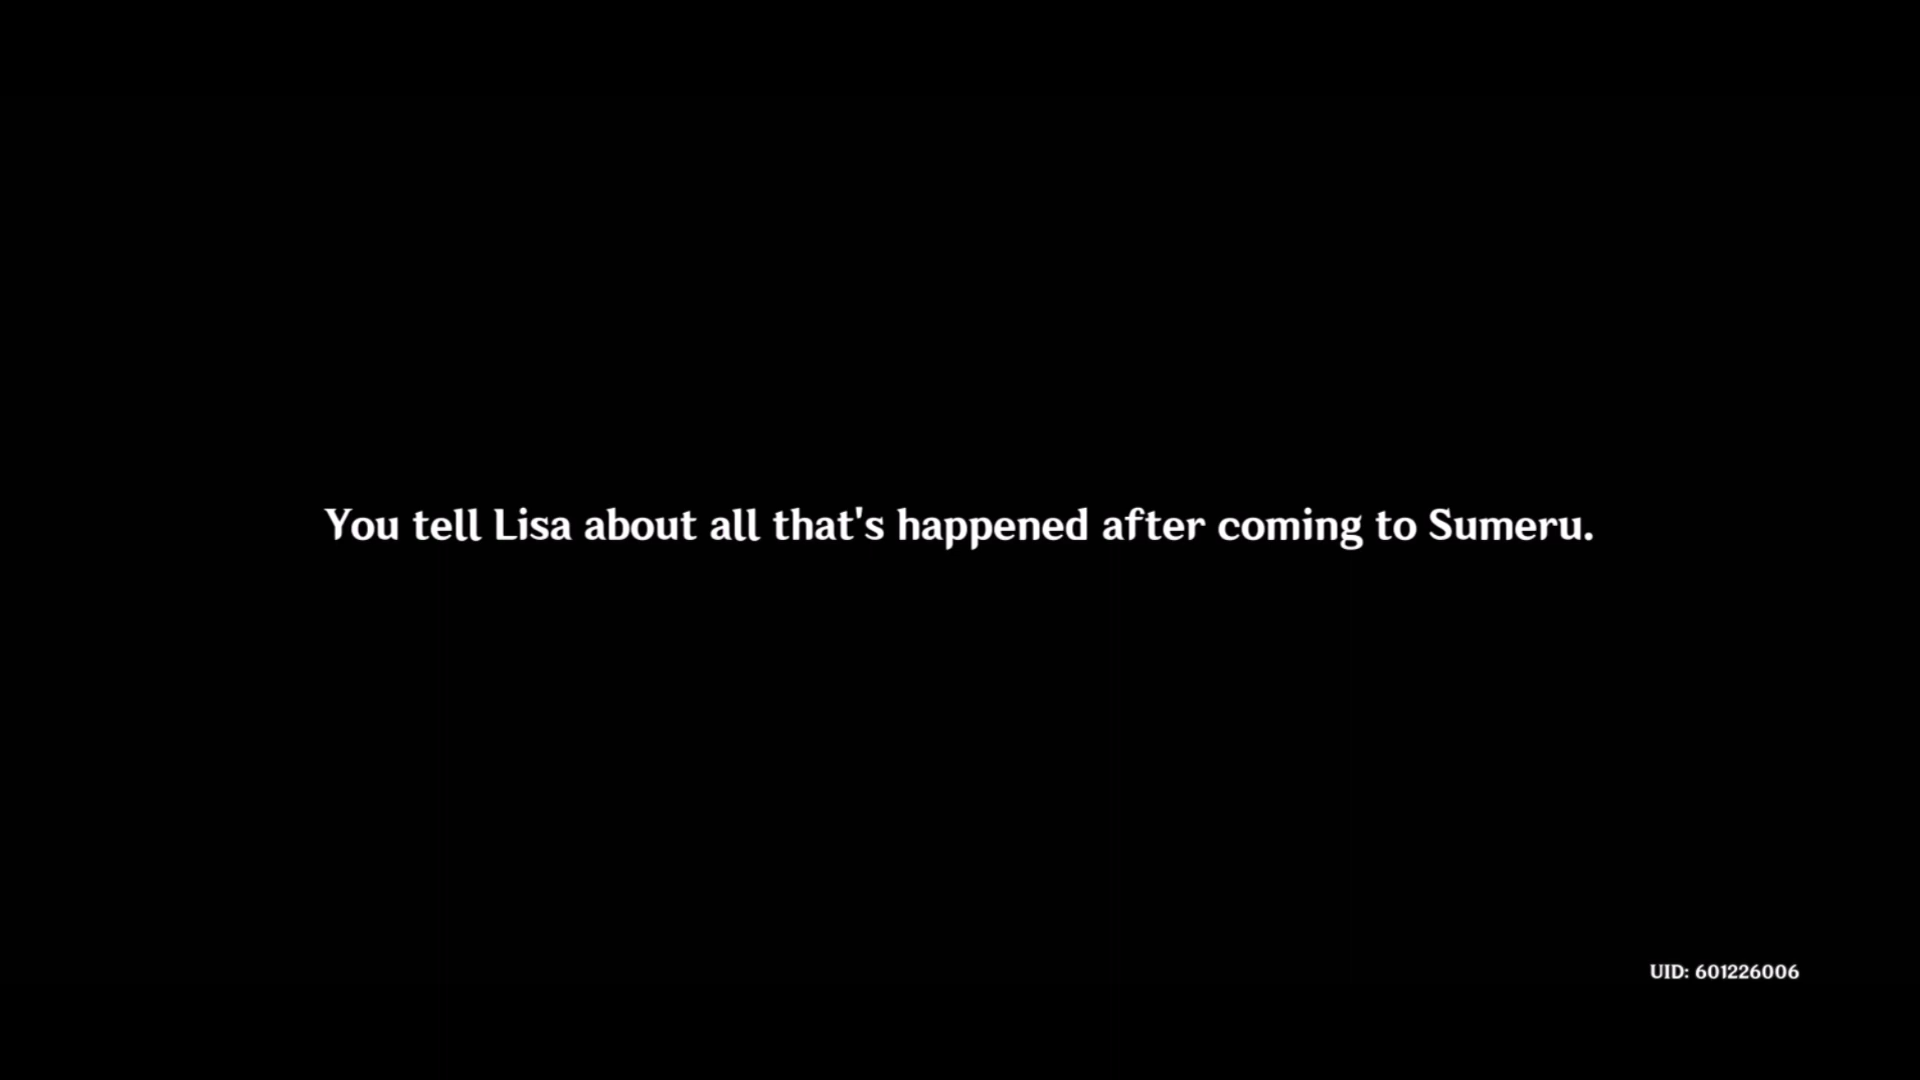 You tell Lisa about all that's happened after coming to Sumeru.
UID: 601226006